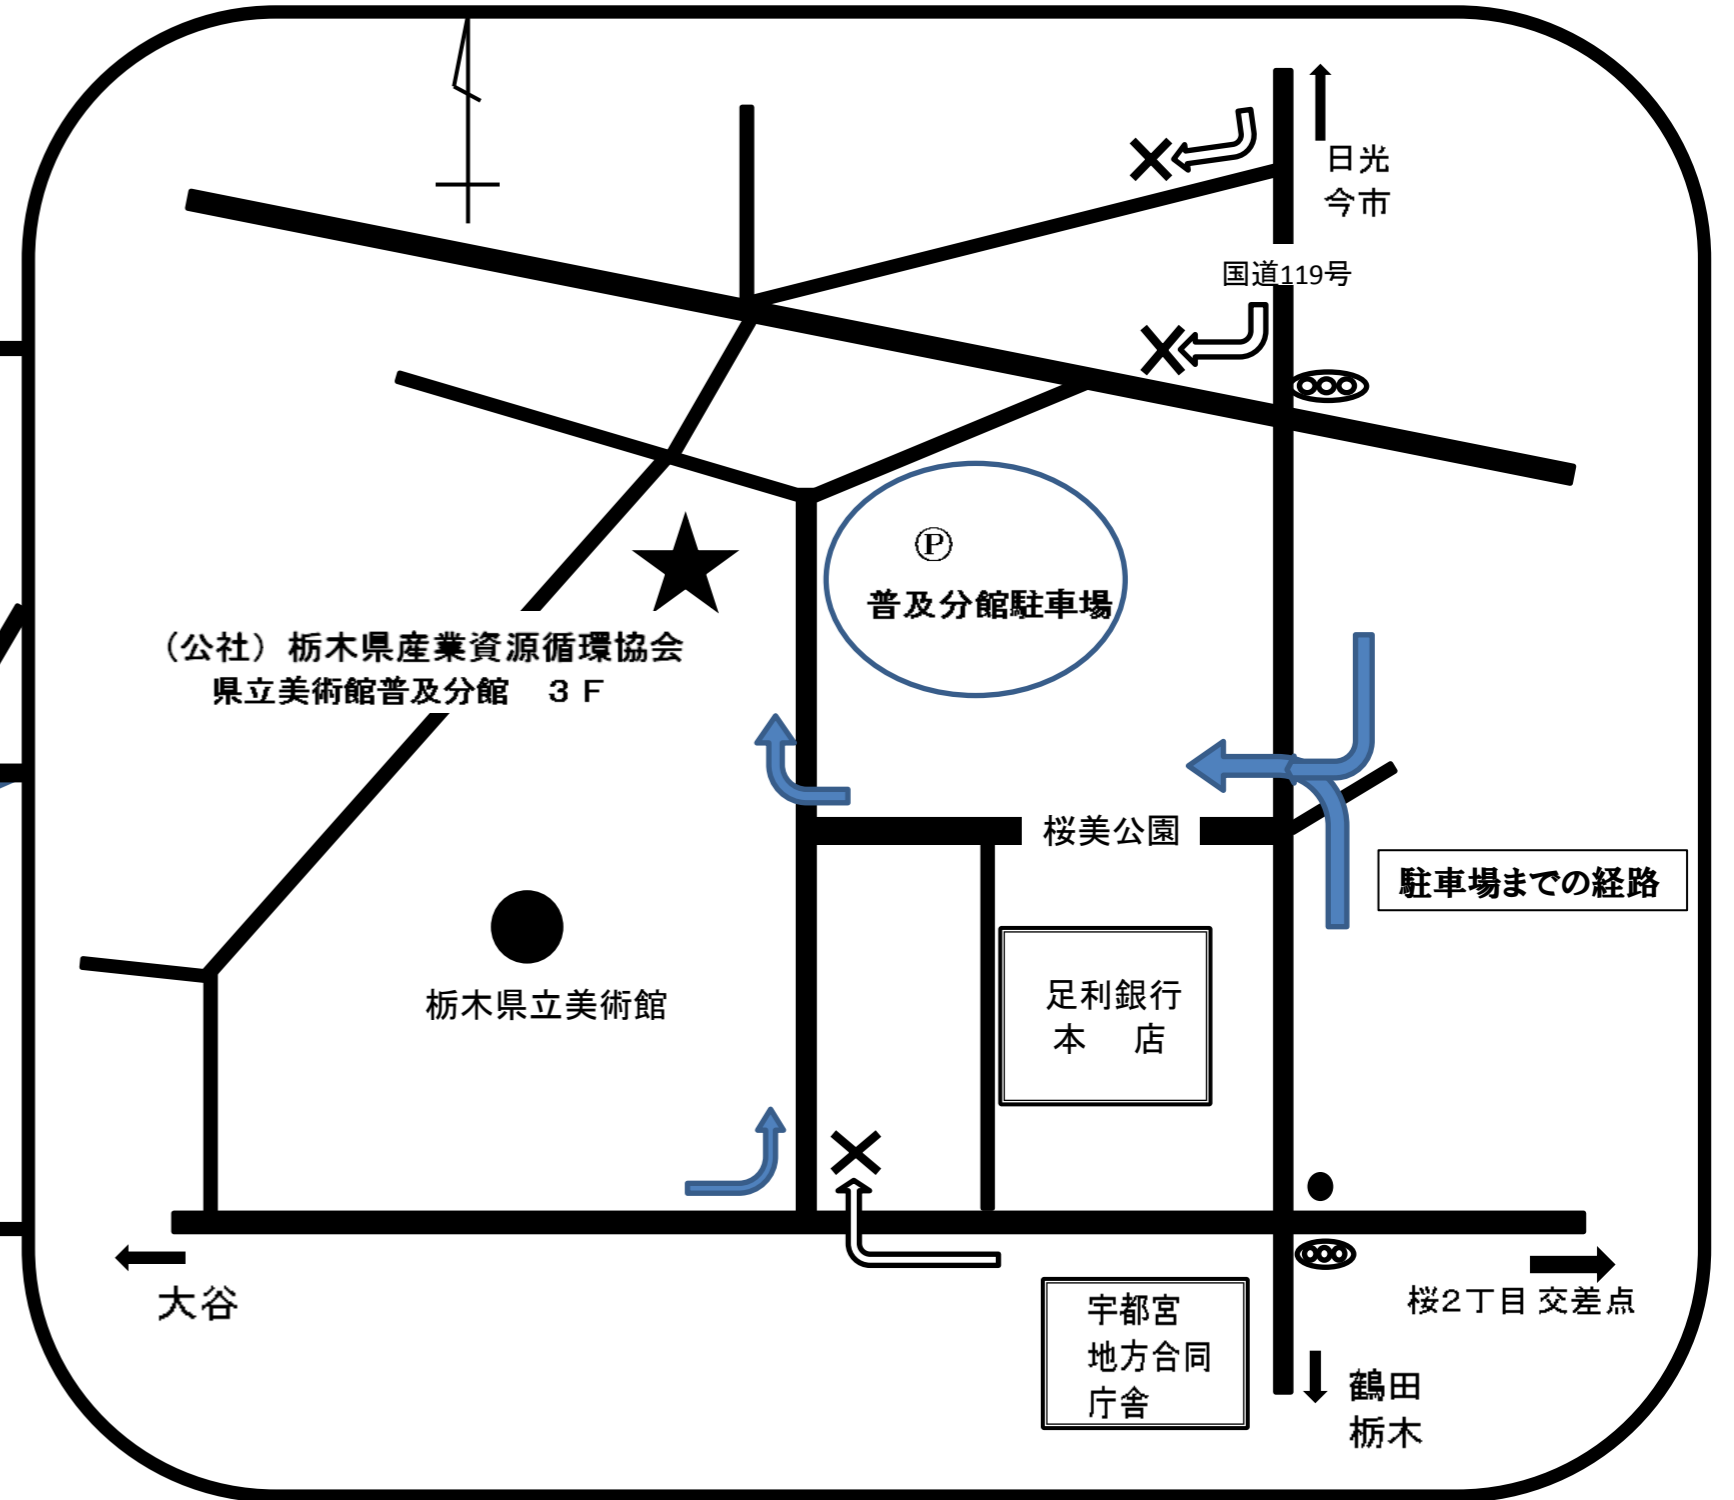 日光
今市
国道119号
Ⓟ
普及分館駐車場
（公社）栃木県産業資源循環協会
県立美術館普及分館　３Ｆ
桜美公園
駐車場までの経路
足利銀行
本　店
栃木県立美術館
大谷
宇都宮
地方合同
庁舎
桜2丁目 交差点
鶴田
栃木